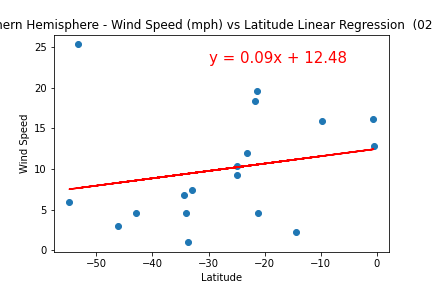 hern Hemisphere - Wind Speed (mph) vs Latitude Linear Regression (02
y = 0.09x + 12.48
25
20
15
10
5
0
Wind Speed
−50 −40 −30 −20 −10 0
Latitude